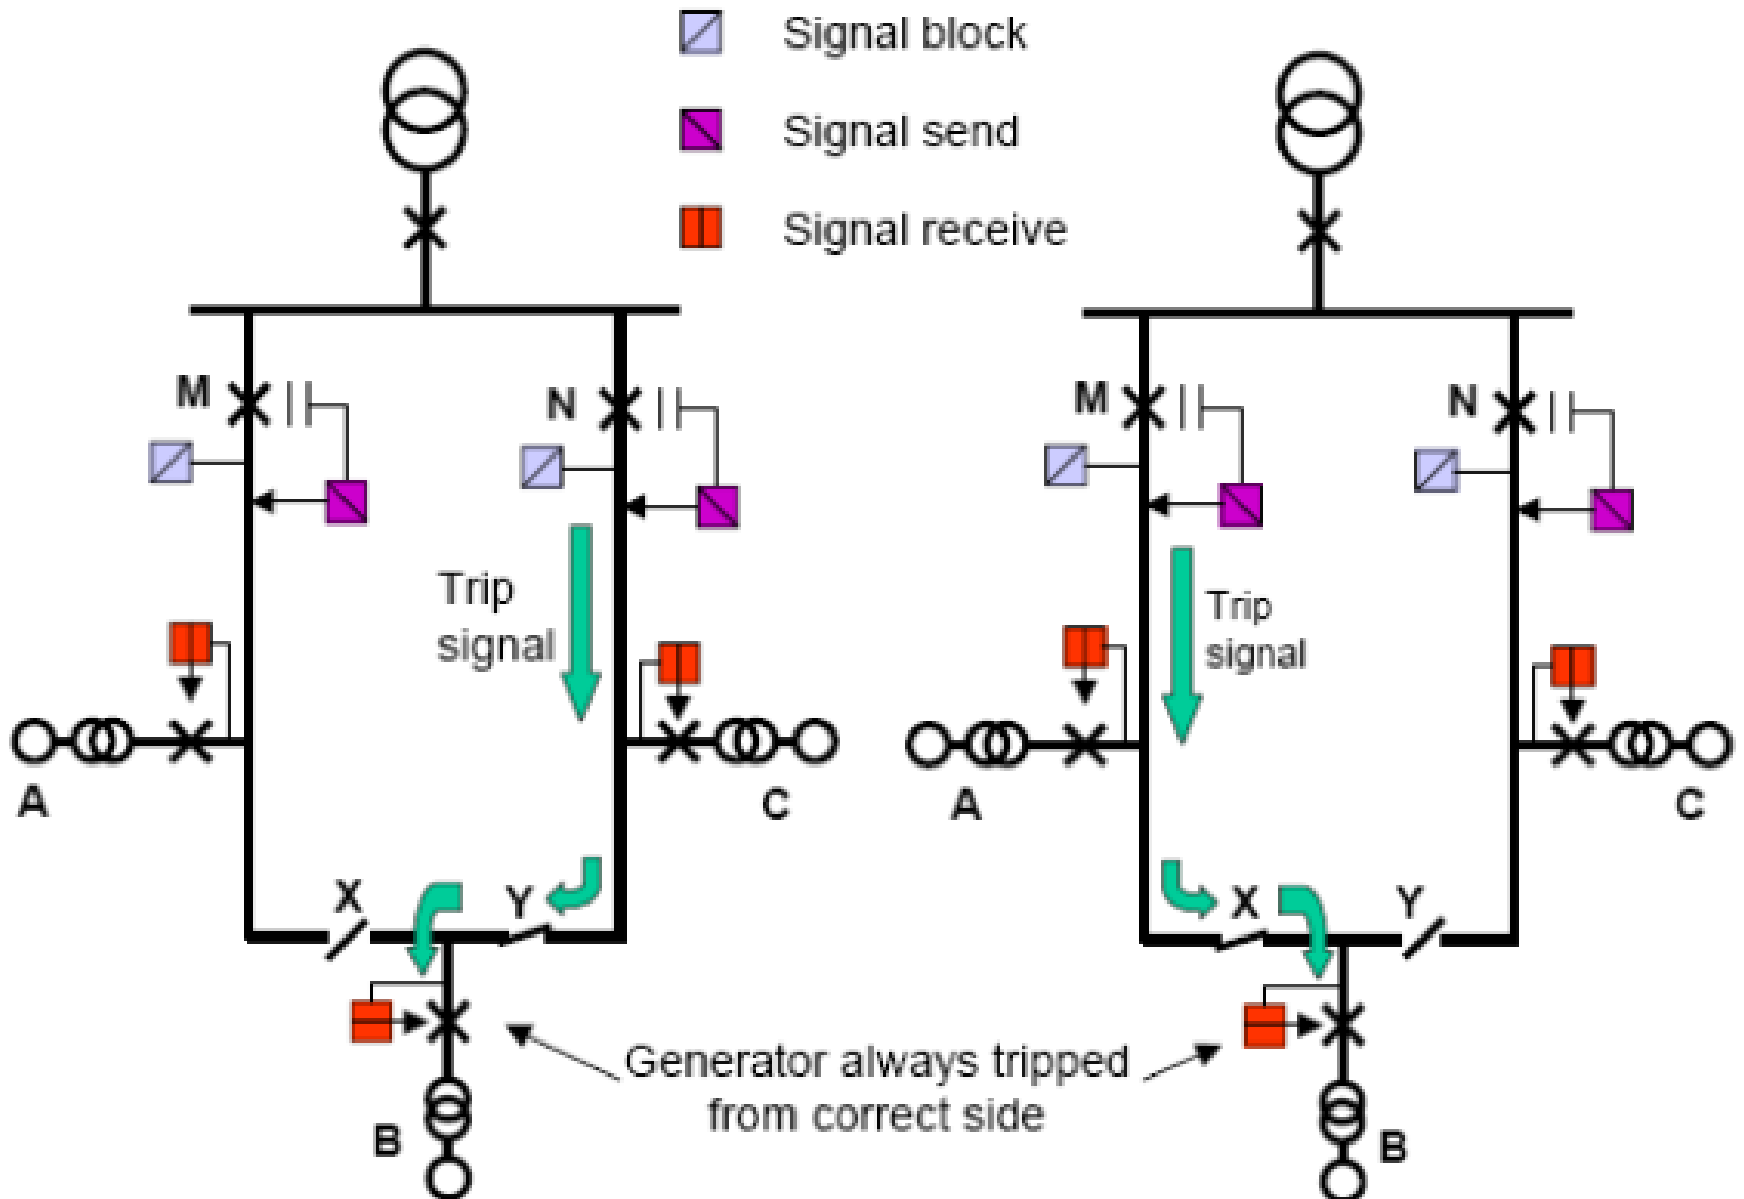 Signal block
Signal send
Signal receive
M
N
M
N
Trip
signal
Trip
signal
A
C
A
C
X
Y
X
Y
Generator always tripped
from correct side
B
B